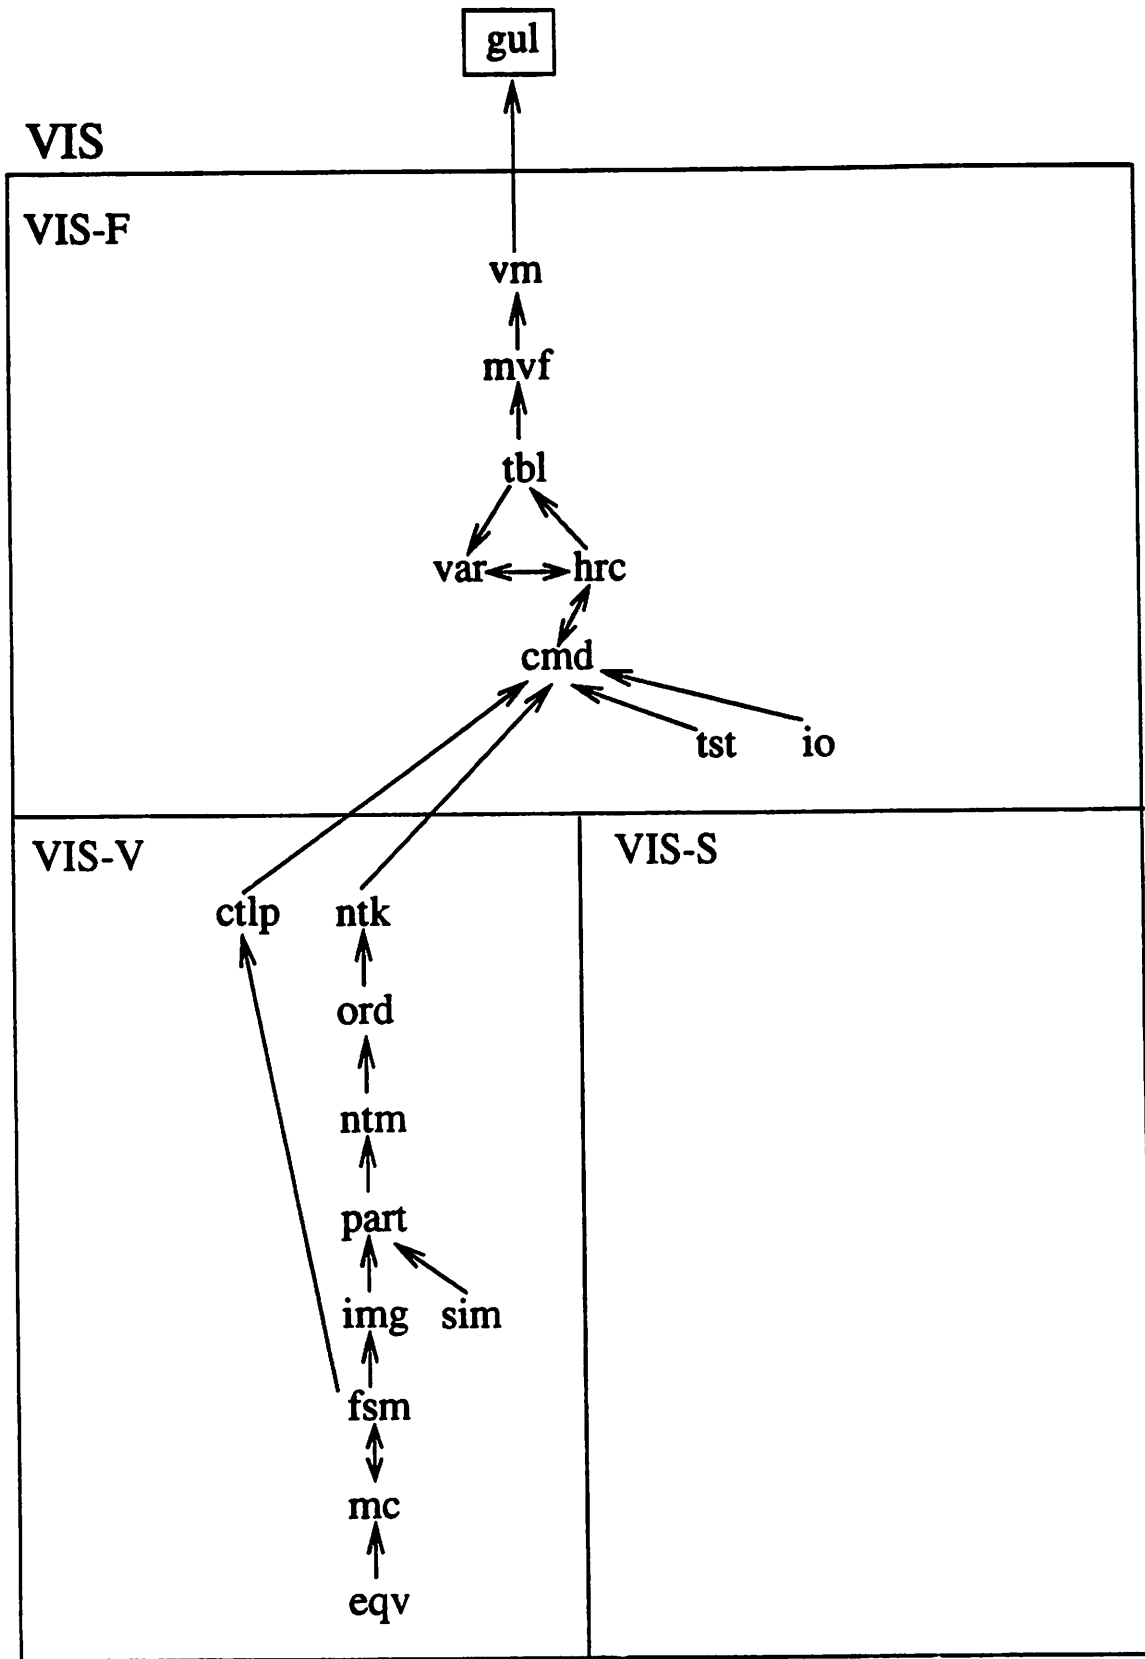 gul
VIS
VIS-F
vm
mvf
tbl
var hrc
cmd
tst io
VIS-V VIS-S
ctlp ntk
ord
ntm
part
img sim
fsm
mc
eqv